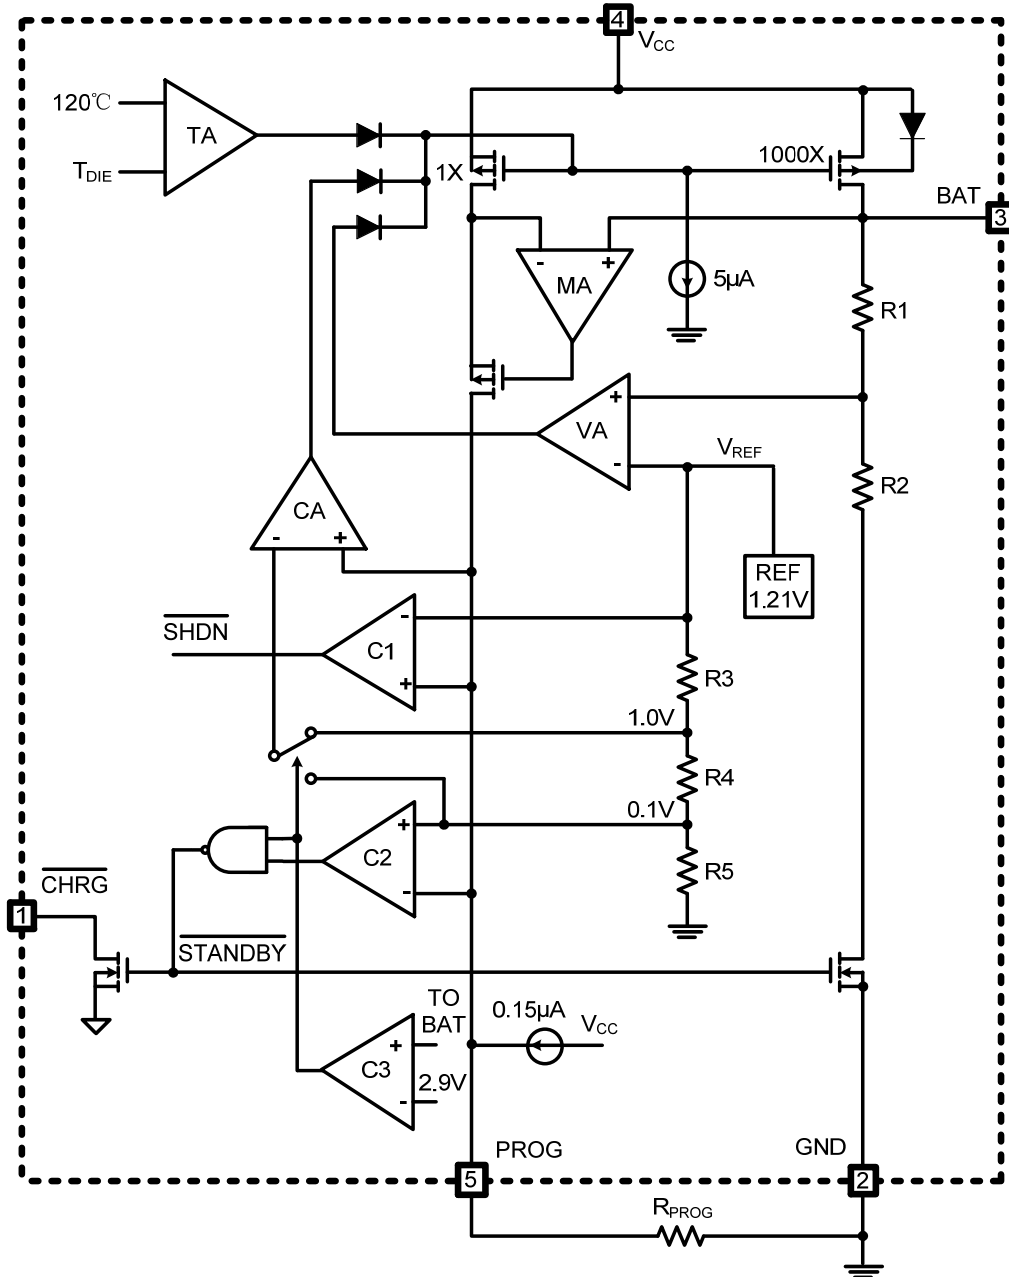 4
VCC
120℃
TA
TDIE
1X
1000X
BAT
3
- +
MA
5µA
R1
+
VA
-
VREF
R2
CA
- +
REF
1.21V
SHDN
-
C1
+
R3
1.0V
R4
0.1V
+
C2
-
R5
CHRG
1
STANDBY
TO
BAT
0.15µA
VCC
+
C3
2.9V
-
PROG
GND
5
2
RPROG